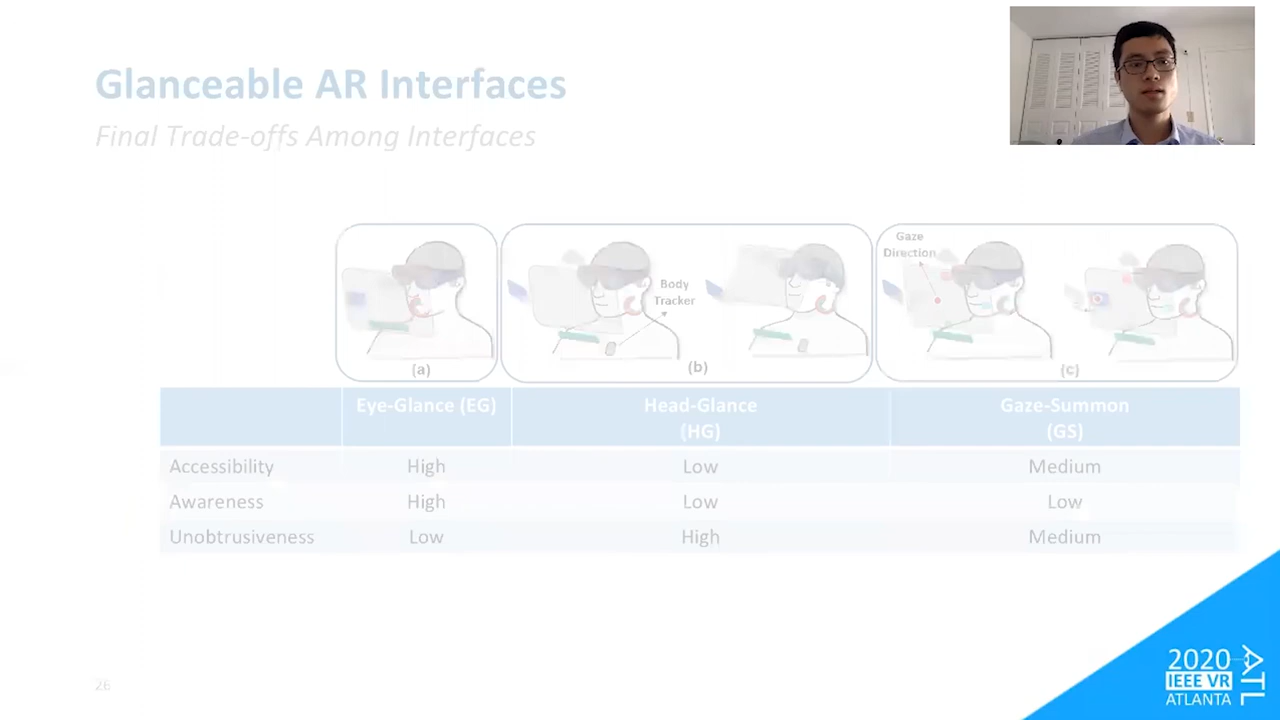 Glanceable AR Interfaces
Final Trade-offs Among Interfaces
Gaze
Direction
Body
Tracker
(a)
(b)
(c)
Eye-Glance (EG)
Head-Glance
(HG)
Gaze-Summon
(GS)
Accessibility High Low Medium
Awareness High Low Low
Unobtrusiveness Low High Medium
26
2020
IEEE VR
ATLANTA
ATL